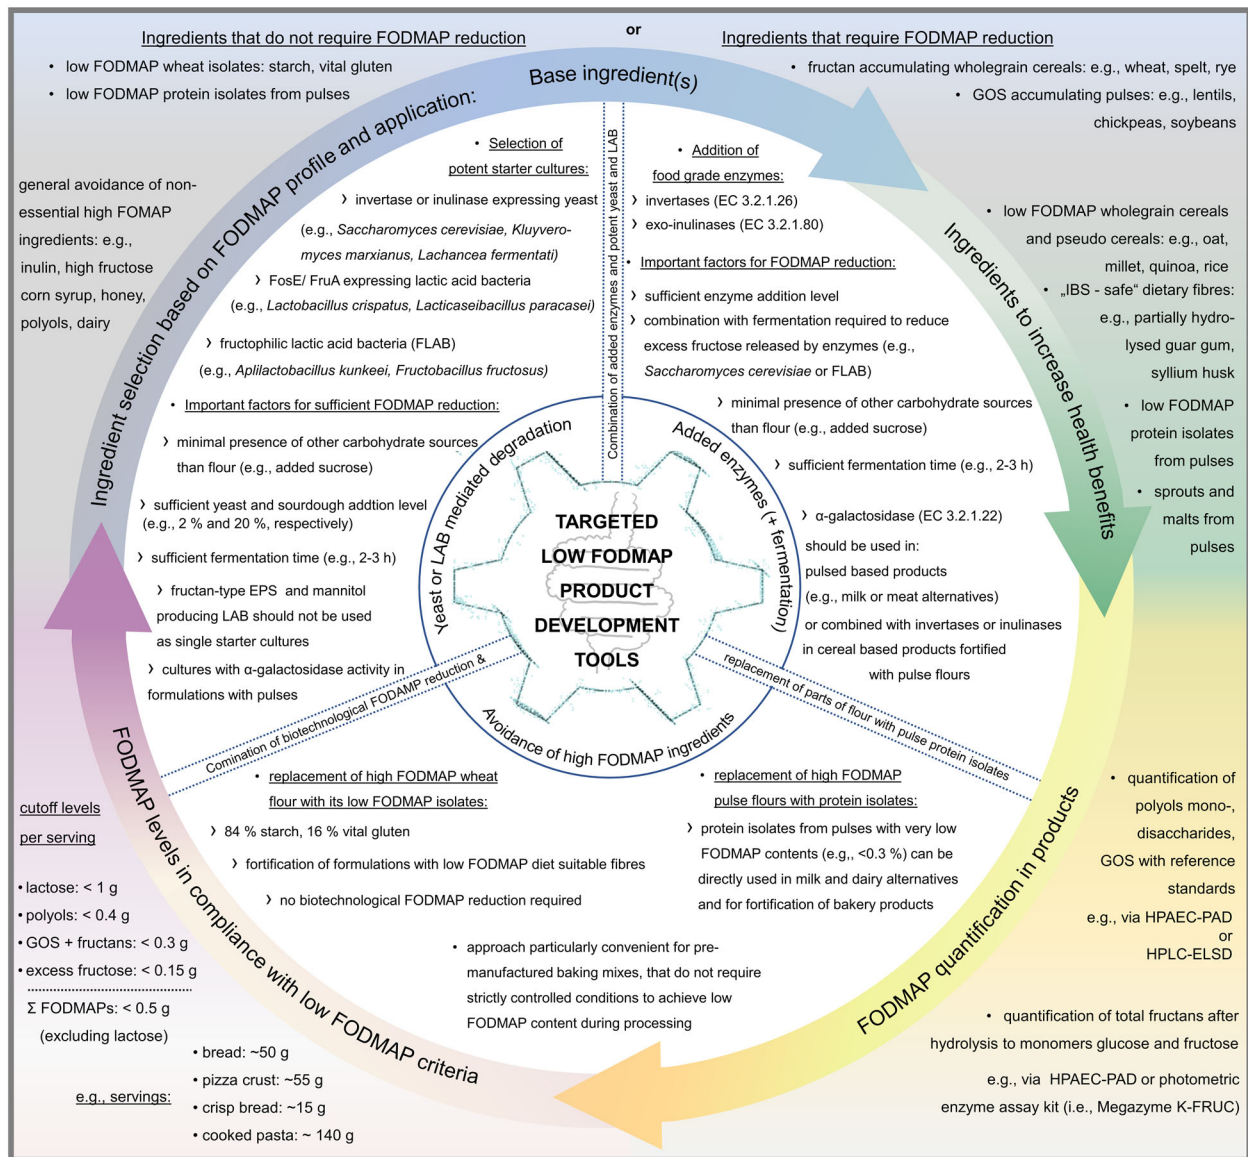 Ingredients that do not require FODMAP reduction
or
Ingredients that require FODMAP reduction
• low FODMAP wheat isolates: starch, vital gluten
• low FODMAP protein isolates from pulses
• fructan accumulating wholegrain cereals: e.g., wheat, spelt, rye
• GOS accumulating pulses: e.g., lentils,
chickpeas, soybeans
Ingredient selection based on FODMAP profile and application:
Base ingredient(s)
general avoidance of non-
essential high FOMAP
ingredients: e.g.,
inulin, high fructose
corn syrup, honey,
polyols, dairy
Ingredients to increase health benefits
• low FODMAP wholegrain cereals
and pseudo cereals: e.g., oat,
millet, quinoa, rice
• „IBS - safe“ dietary fibres:
e.g., partially hydro-
lysed guar gum,
syllium husk
• low FODMAP
protein isolates
from pulses
• sprouts and
malts from
pulses
• Selection of
potent starter cultures:
❯ invertase or inulinase expressing yeast
(e.g., Saccharomyces cerevisiae, Kluyvero-
myces marxianus, Lachancea fermentati)
❯ FosE/ FruA expressing lactic acid bacteria
(e.g., Lactobacillus crispatus, Lacticaseibacillus paracasei)
❯ fructophilic lactic acid bacteria (FLAB)
(e.g., Aplilactobacillus kunkeei, Fructobacillus fructosus)
• Important factors for sufficient FODMAP reduction:
❯ minimal presence of other carbohydrate sources
than flour (e.g., added sucrose)
❯ sufficient yeast and sourdough addtion level
(e.g., 2 % and 20 %, respectively)
❯ sufficient fermentation time (e.g., 2-3 h)
❯ fructan-type EPS and mannitol
producing LAB should not be used
as single starter cultures
❯ cultures with α-galactosidase activity in
formulations with pulses
Combination of added enzymes and potent yeast and LAB
• Addition of
food grade enzymes:
❯ invertases (EC 3.2.1.26)
❯ exo-inulinases (EC 3.2.1.80)
• Important factors for FODMAP reduction:
❯ sufficient enzyme addition level
❯ combination with fermentation required to reduce
excess fructose released by enzymes (e.g.,
Saccharomyces cerevisiae or FLAB)
❯ minimal presence of other carbohydrate sources
than flour (e.g., added sucrose)
❯ sufficient fermentation time (e.g., 2-3 h)
❯ α-galactosidase (EC 3.2.1.22)
should be used in:
pulsed based products
(e.g., milk or meat alternatives)
or combined with invertases or inulinases
in cereal based products fortified
with pulse flours
Yeast or LAB mediated degradation
Added enzymes (+ fermentation)
Avoidance of high FODMAP ingredients
TARGETED
LOW FODMAP
PRODUCT
DEVELOPMENT
TOOLS
Comination of biotechnological FODAMP reduction &
replacement of parts of flour with pulse protein isolates
• replacement of high FODMAP wheat
flour with its low FODMAP isolates:
❯ 84 % starch, 16 % vital gluten
❯ fortification of formulations with low FODMAP diet suitable fibres
❯ no biotechnological FODMAP reduction required
• replacement of high FODMAP
pulse flours with protein isolates:
❯ protein isolates from pulses with very low
FODMAP contents (e.g,, <0.3 %) can be
directly used in milk and dairy alternatives
and for fortification of bakery products
• approach particularly convenient for pre-
manufactured baking mixes, that do not require
strictly controlled conditions to achieve low
FODMAP content during processing
FODMAP quantification in products
• quantification of
polyols mono-,
disaccharides,
GOS with reference
standards
e.g., via HPAEC-PAD
or
HPLC-ELSD
• quantification of total fructans after
hydrolysis to monomers glucose and fructose
e.g., via HPAEC-PAD or photometric
enzyme assay kit (i.e., Megazyme K-FRUC)
FODMAP levels in compliance with low FODMAP criteria
cutoff levels
per serving
• lactose: < 1 g
• polyols: < 0.4 g
• GOS + fructans: < 0.3 g
• excess fructose: < 0.15 g
Σ FODMAPs: < 0.5 g
(excluding lactose)
e.g., servings:
• bread: ~50 g
• pizza crust: ~55 g
• crisp bread: ~15 g
• cooked pasta: ~ 140 g